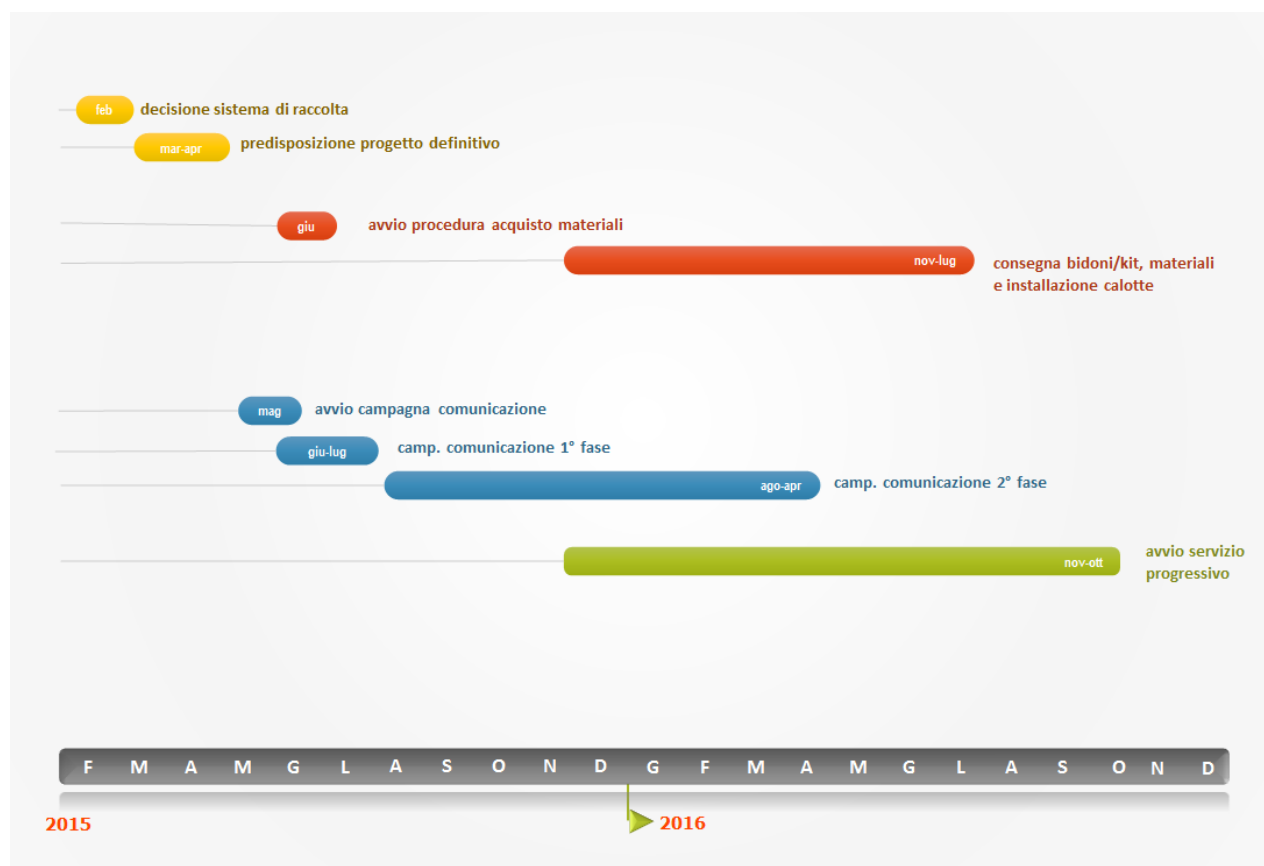 feb decisione sistema di raccolta
mar-apr predisposizione progetto definitivo
giu avvio procedura acquisto materiali
nov-lug consegna bidoni/kit, materiali
e installazione calotte
mag avvio campagna comunicazione
giu-lug camp. comunicazione 1° fase
ago-apr camp. comunicazione 2° fase
nov-ott avvio servizio
progressivo
F M A M G L A S O N D G F M A M G L A S O N D
2015 2016